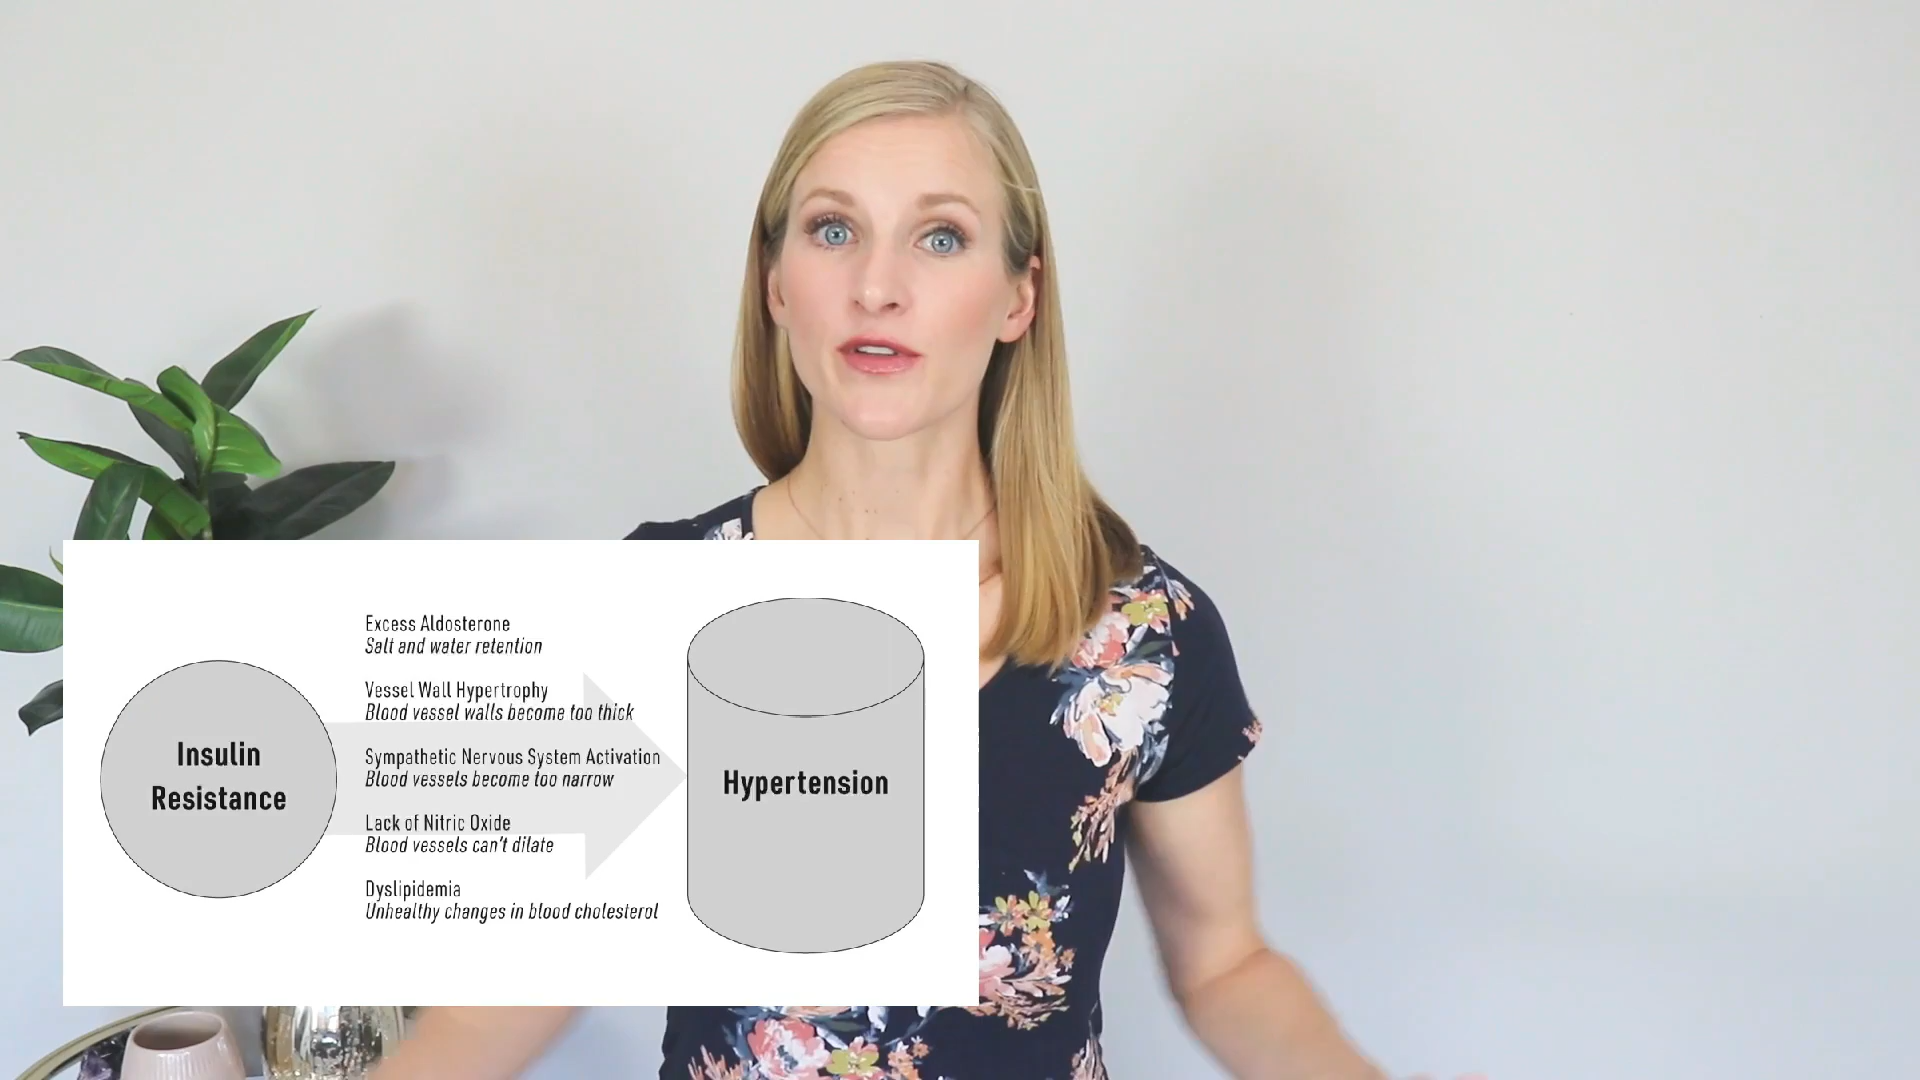 Insulin
Resistance
Excess Aldosterone
Salt and water retention
Vessel Wall Hypertrophy
Blood vessel walls become too thick
Sympathetic Nervous System Activation
Blood vessels become too narrow
Lack of Nitric Oxide
Blood vessels can't dilate
Dyslipidemia
Unhealthy changes in blood cholesterol
Hypertension